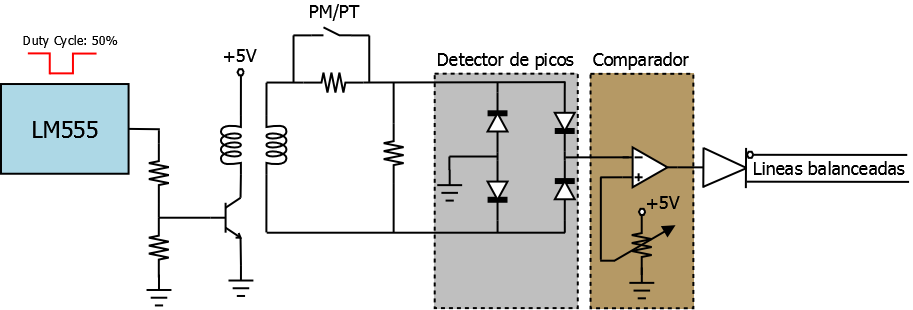 PM/PT
Duty Cycle: 50%
+5V
Detector de picos
Comparador
LM555
Lineas balanceadas
+5V